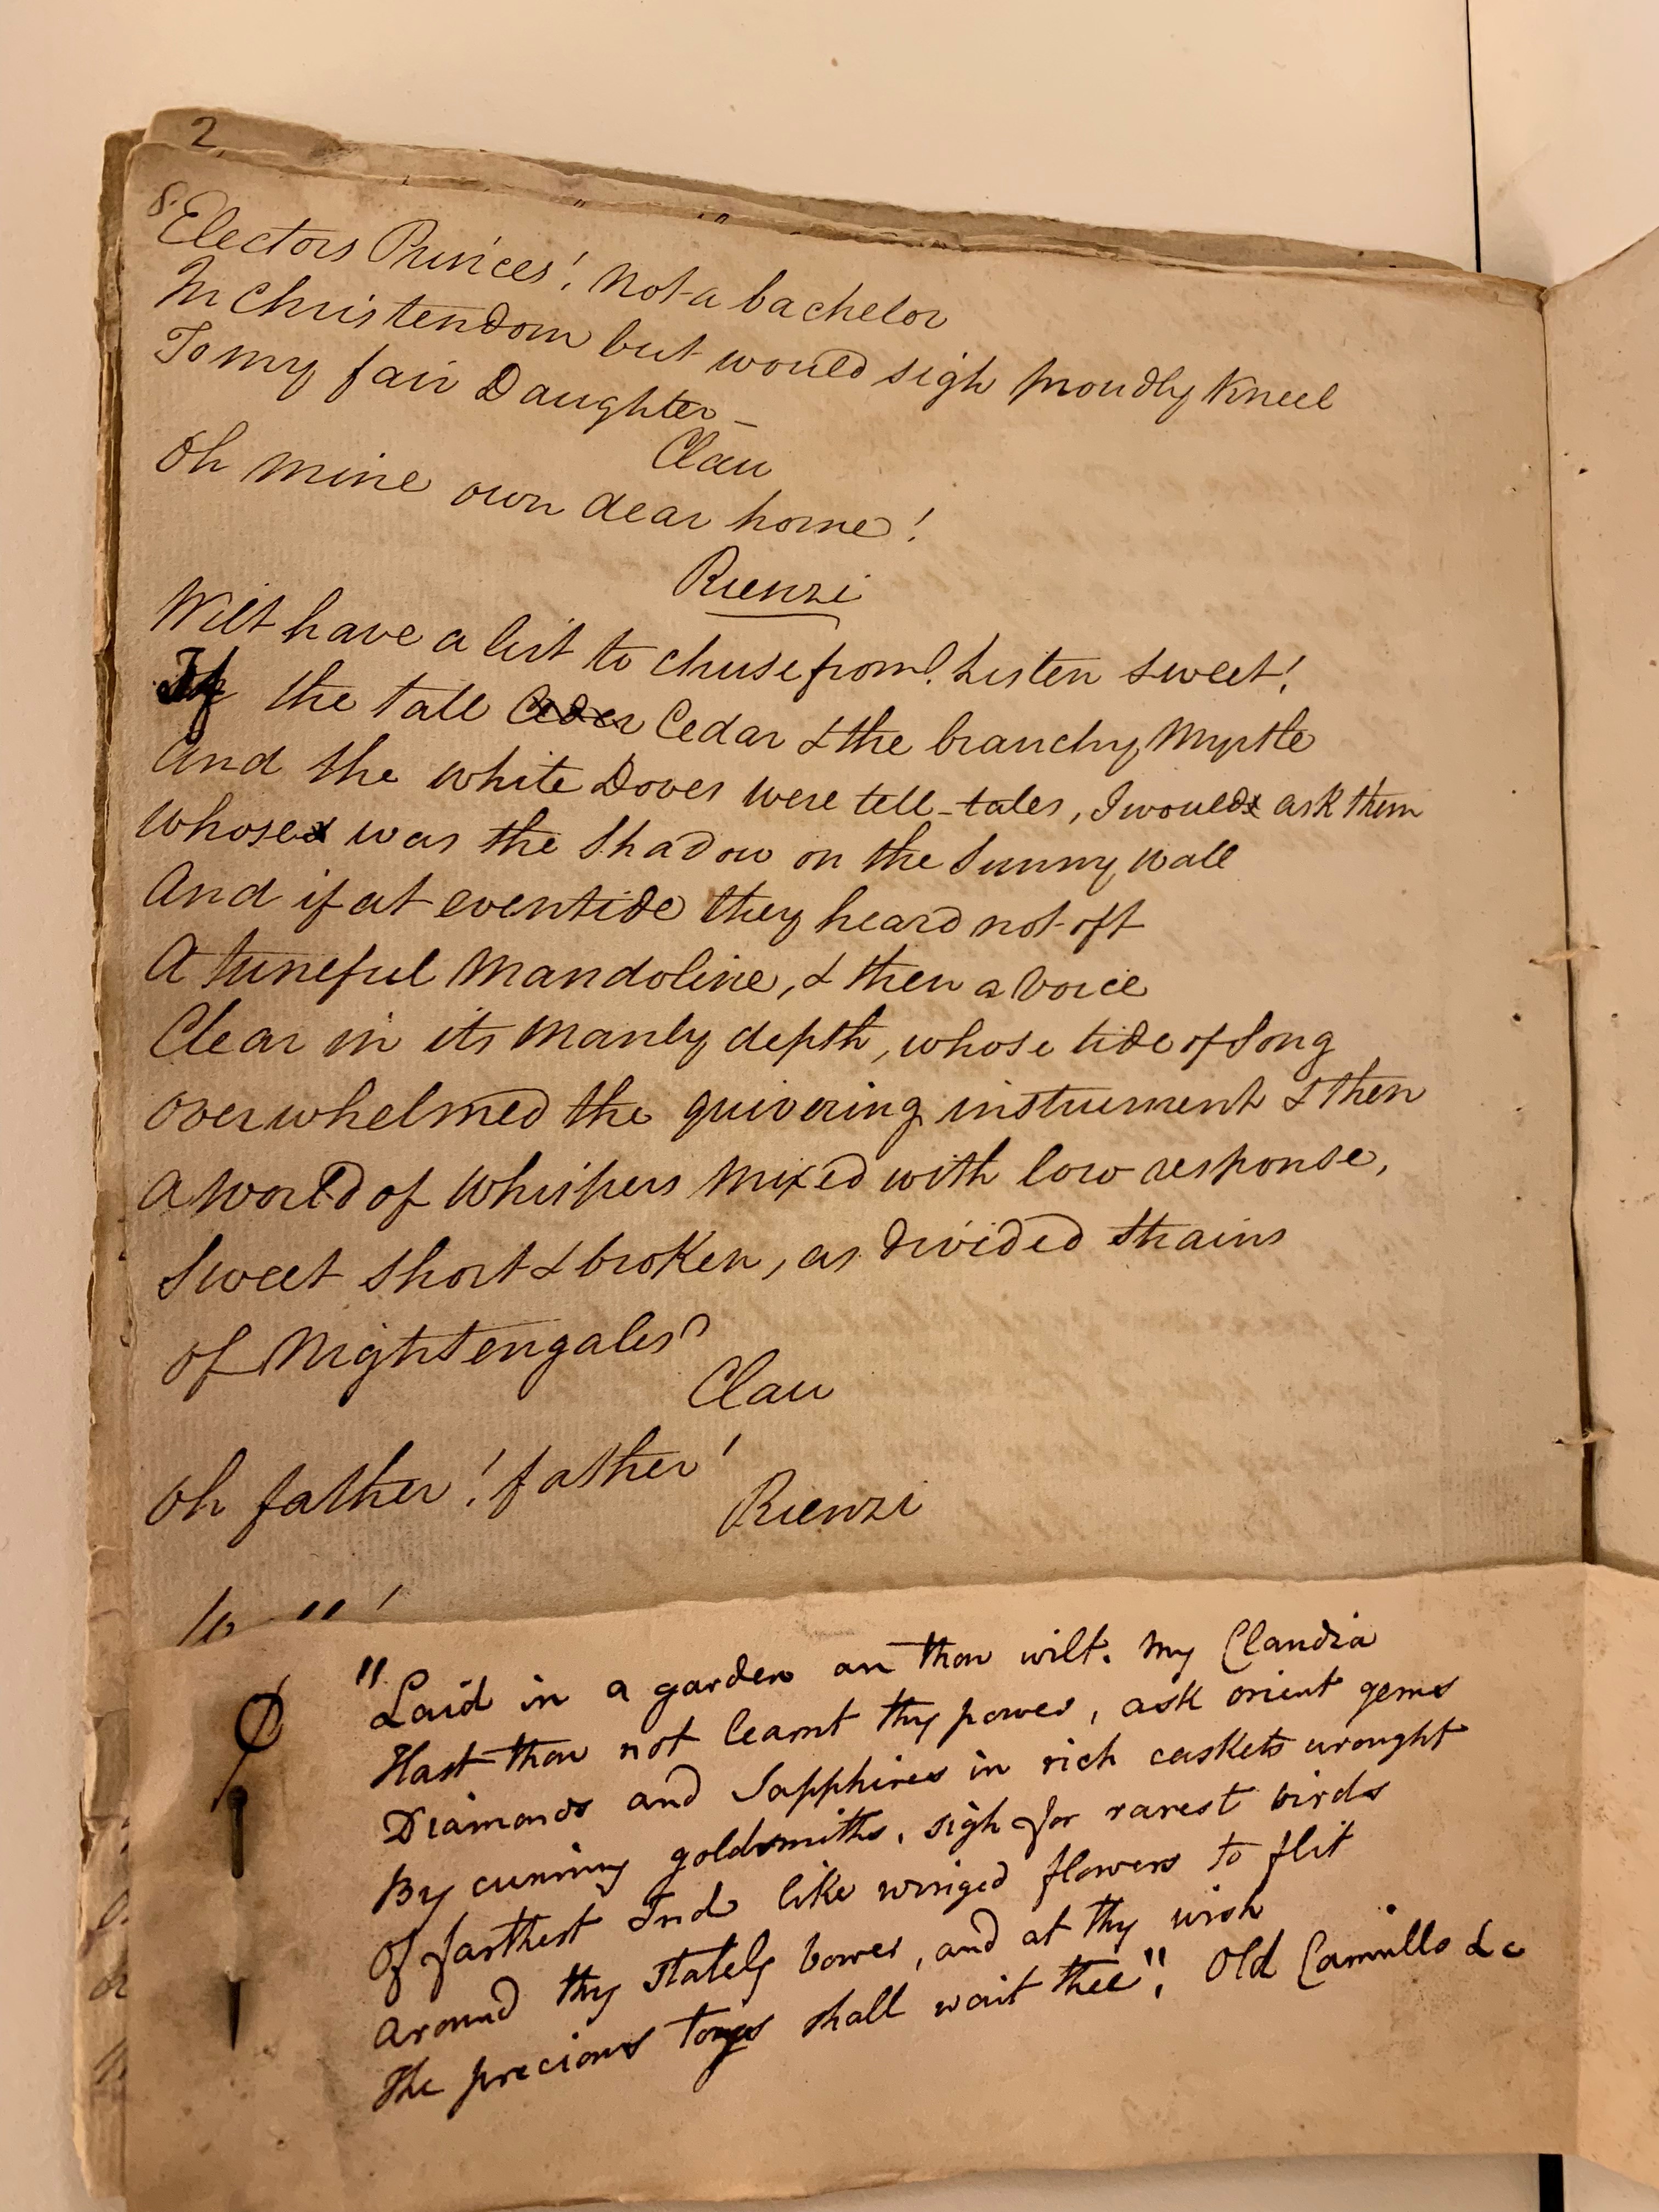 2
8. Electors Princes! not a bachelor
In Christendom but would sigh proudly kneel
To my fair Daughter –
Clau
Oh mine own dear home!
Rienzi
Wilt have a list to chuse from? Listen sweet!
If the tall Ceder Cedar & the branchy Myrtle
And the white Doves were tell-tales, I would ask them
Whose was the Shadow on the Sunny wall
And if at eventide they heard not oft
A tuneful Mandoline, & then a Voice
Clear in its Manly depth, whose tide of Song
Overwhelmed the quivering instrument & then
A World of Whispers Mixed with low response,
Sweet Short & broken, as divided Strains
Of Nightengales?
Clau
Oh father! father!
Rienzi
"Laid in a garden an thou wilt. My Claudia
Hast thou not learnt thy power, ask orient gems
Diamonds and Sapphires in rich caskets wrought
By cunning goldsmiths, sigh for rarest birds
Of farthest Ind like winged flowers to flit
Around thy Stately bower, and at thy wish
The precious toys shall wait thee", Old Camillo &c